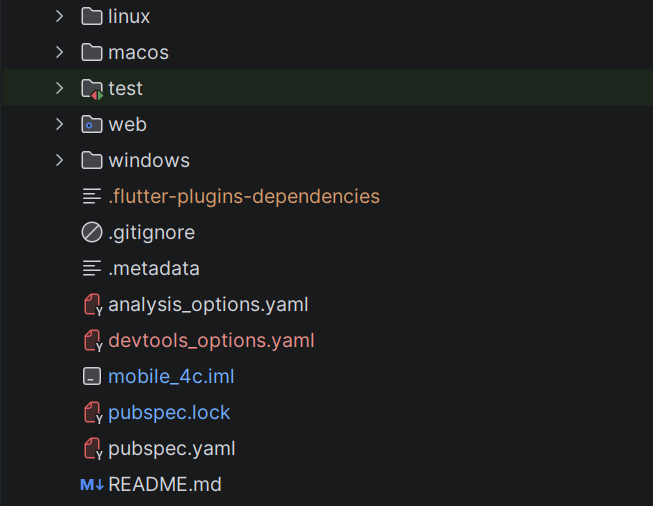 linux
macos
test
web
windows
.flutter-plugins-dependencies
.gitignore
.metadata
Y analysis_options.yaml
Y devtools_options.yaml
mobile_4c.iml
Y pubspec.lock
Y pubspec.yaml
M↓ README.md